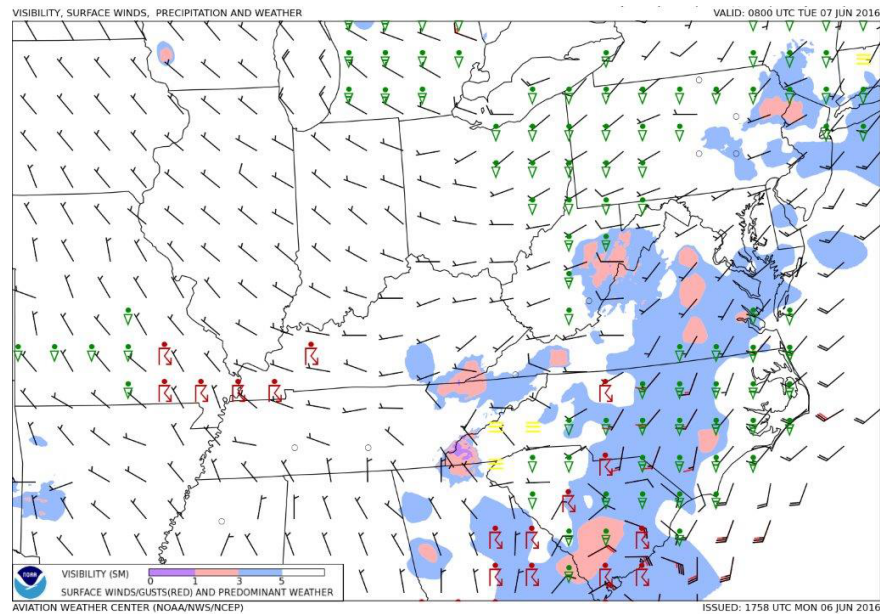 VISIBILITY, SURFACE WINDS, PRECIPITATION AND WEATHER
VALID: 0800 UTC TUE 07 JUN 2016
NOAA
VISIBILITY (SM)
0 1 3 5
SURFACE WINDS/GUSTS(RED) AND PREDOMINANT WEATHER
AVIATION WEATHER CENTER (NOAA/NWS/NCEP)
ISSUED: 1758 UTC MON 06 JUN 2016